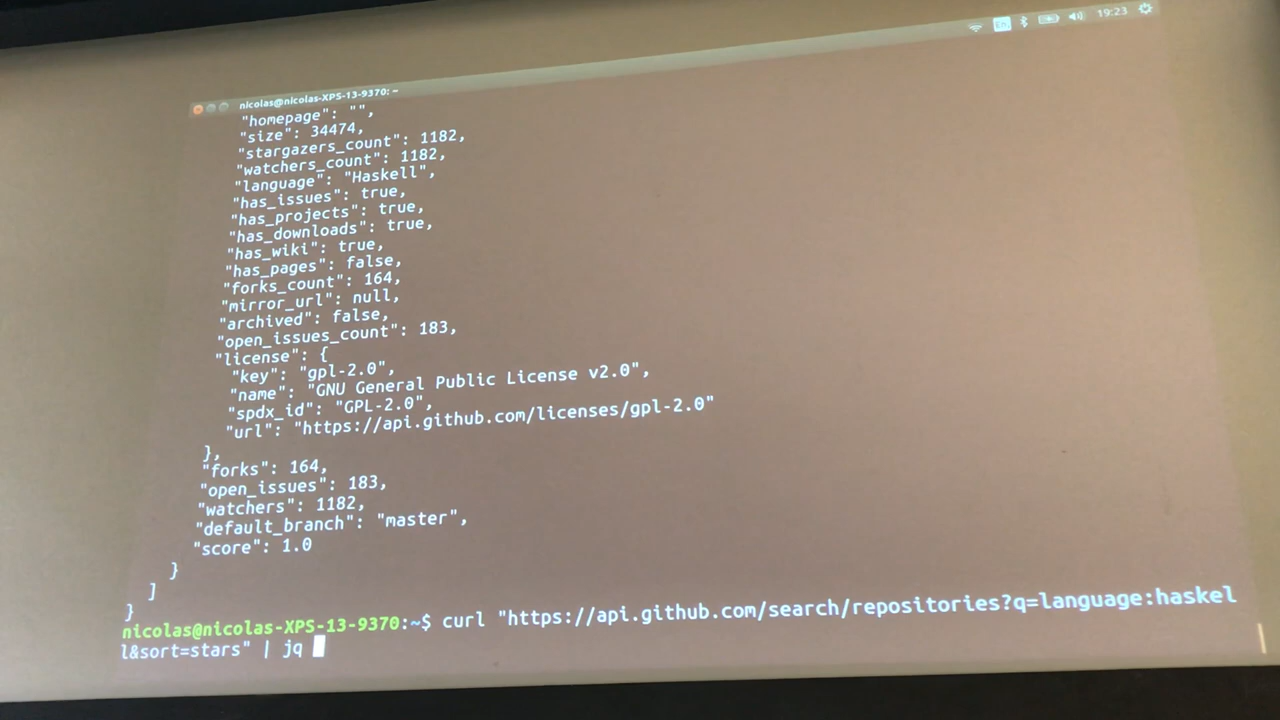 En 19:23
nicolas@nicolas-XPS-13-9370: ~
"homepage": "",
"size": 34474,
"stargazers_count": 1182,
"watchers_count": 1182,
"language": "Haskell",
"has_issues": true,
"has_projects": true,
"has_downloads": true,
"has_wiki": true,
"has_pages": false,
"forks_count": 164,
"mirror_url": null,
"archived": false,
"open_issues_count": 183,
"license": {
"key": "gpl-2.0",
"name": "GNU General Public License v2.0",
"spdx_id": "GPL-2.0",
"url": "https://api.github.com/licenses/gpl-2.0"
},
"forks": 164,
"open_issues": 183,
"watchers": 1182,
"default_branch": "master",
"score": 1.0
}
]
}
nicolas@nicolas-XPS-13-9370:~$ curl "https://api.github.com/search/repositories?q=language:haskel
l&sort=stars" | jq